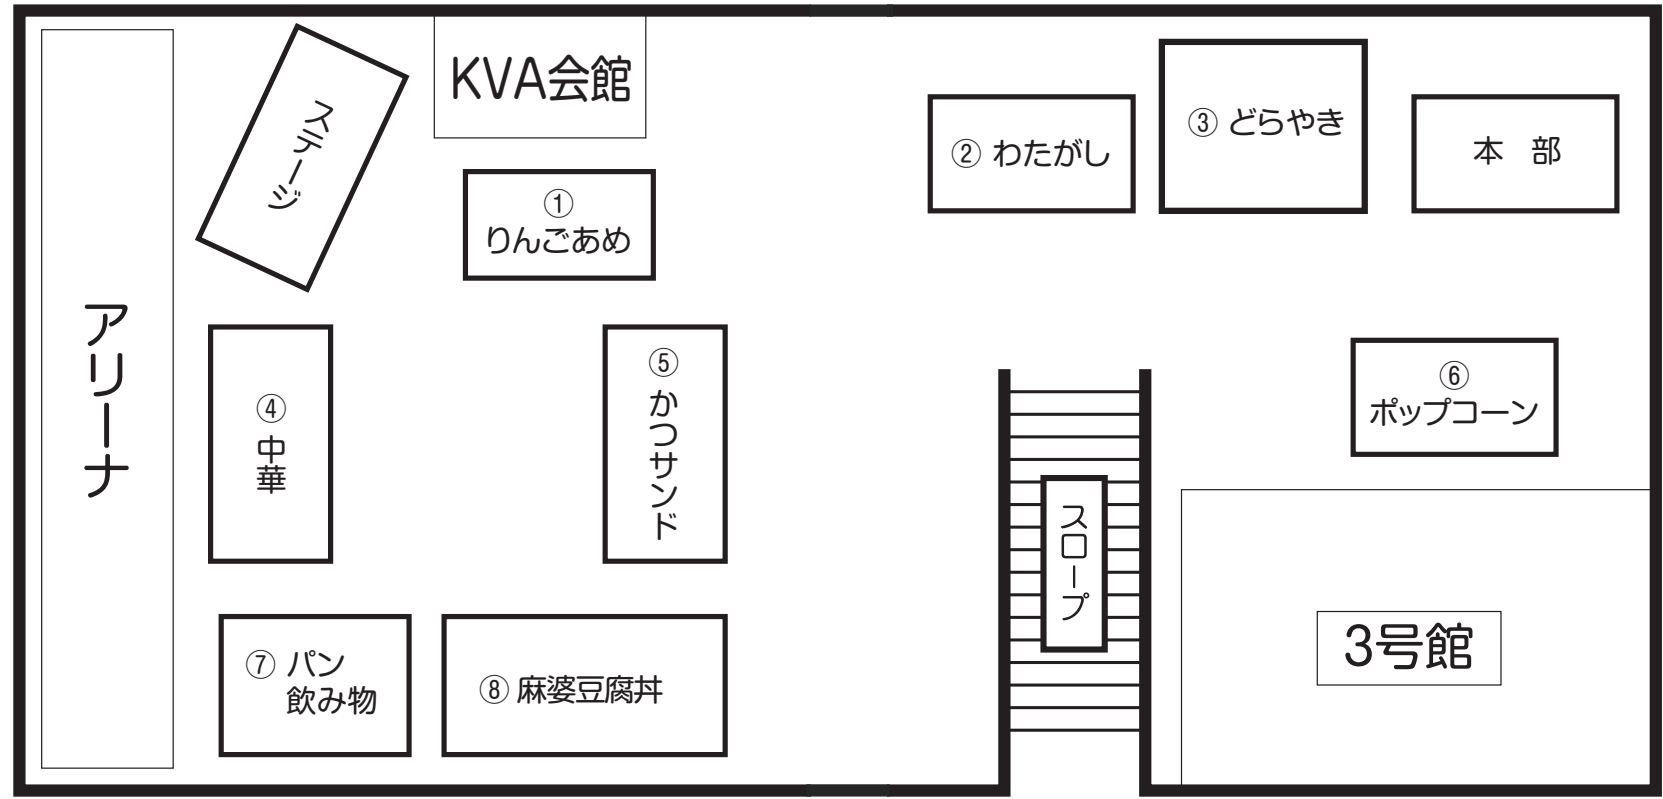 KVA会館
ステージ
① 
りんごあめ
② わたがし
③ どらやき
本 部
アリーナ
④ 中華
⑤ かつサンド
⑥
ポップコーン
スロープ
3号館
⑦ パン
飲み物
⑧ 麻婆豆腐丼